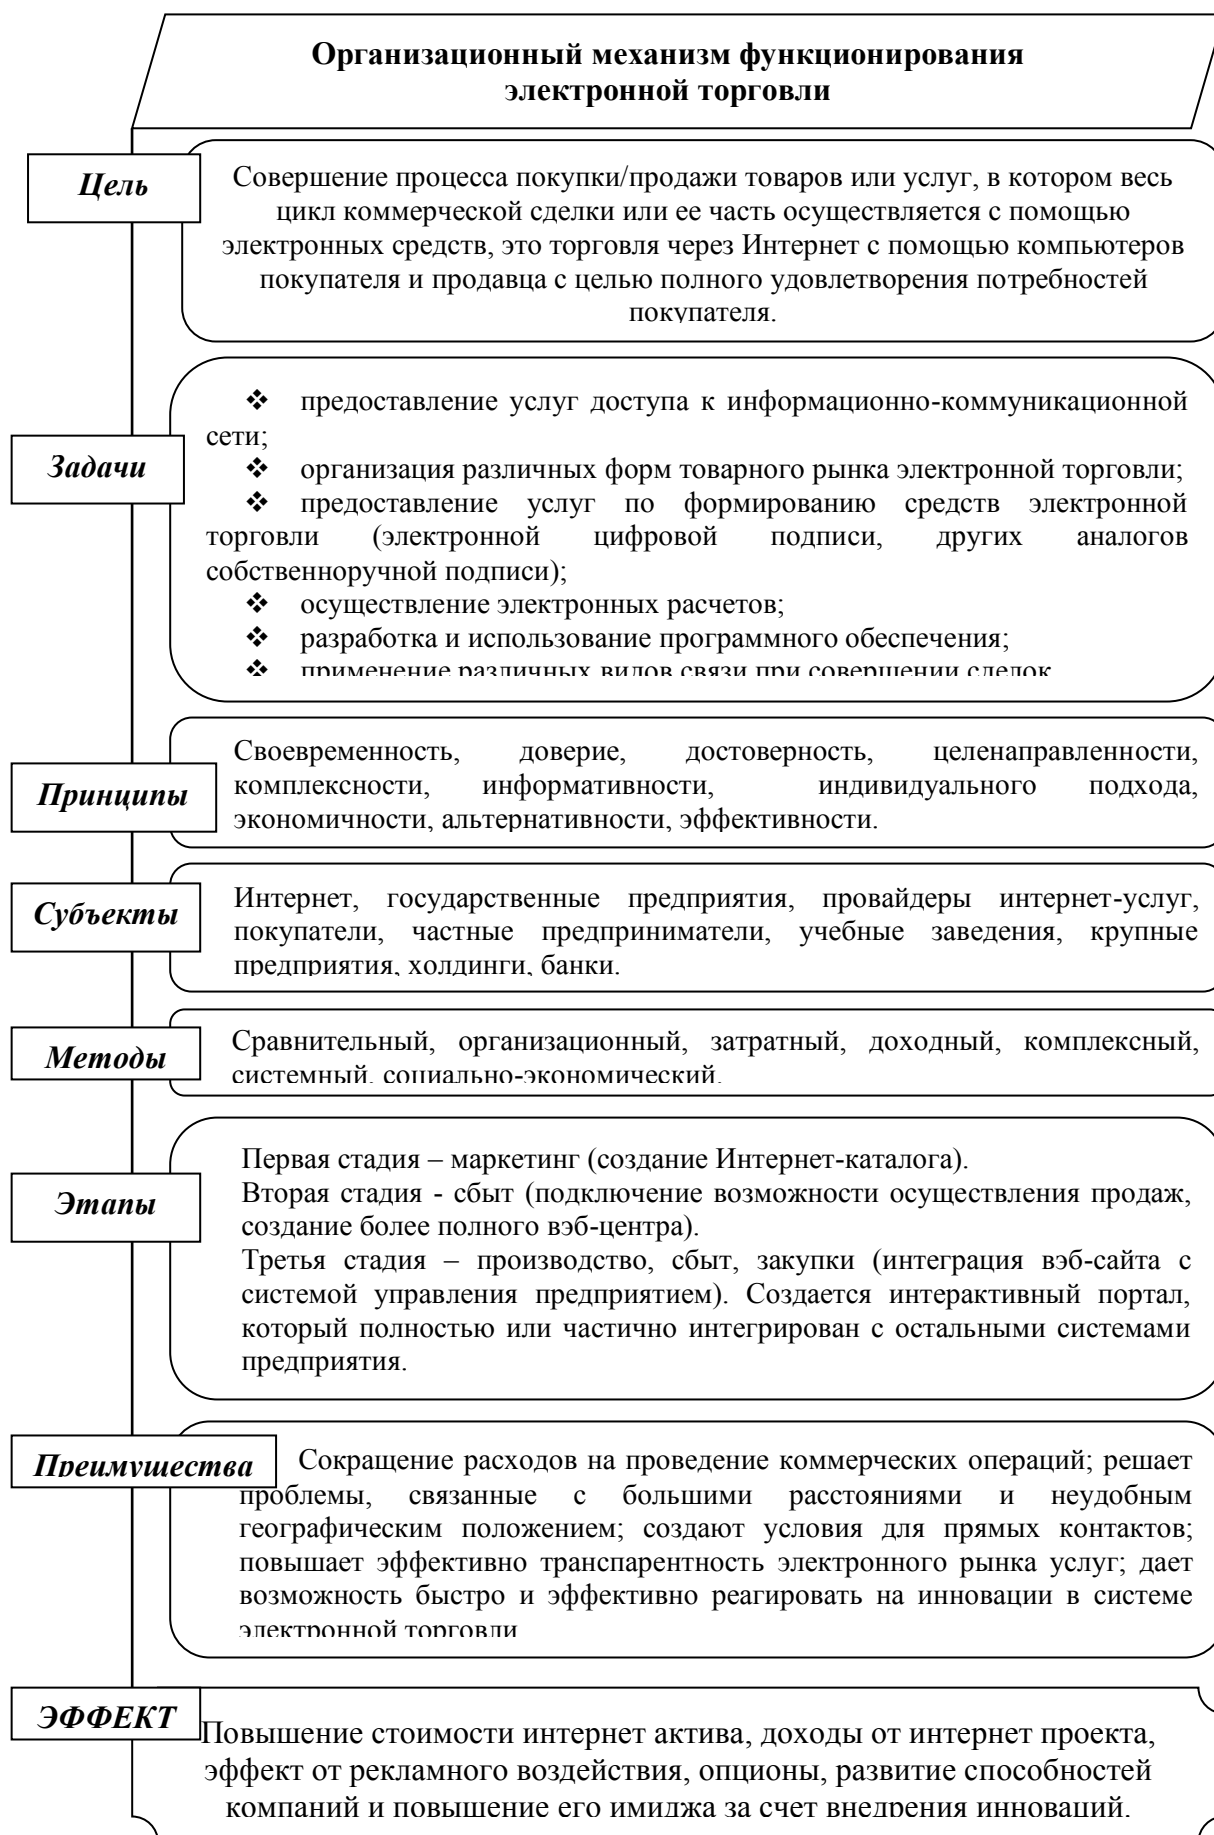 Организационный механизм функционирования
электронной торговли
Цель
Совершение процесса покупки/продажи товаров или услуг, в котором весь
цикл коммерческой сделки или ее часть осуществляется с помощью
электронных средств, это торговля через Интернет с помощью компьютеров
покупателя и продавца с целью полного удовлетворения потребностей
покупателя.
Задачи
❖ предоставление услуг доступа к информационно-коммуникационной
сети;
❖ организация различных форм товарного рынка электронной торговли;
❖ предоставление услуг по формированию средств электронной
торговли (электронной цифровой подписи, других аналогов
собственноручной подписи);
❖ осуществление электронных расчетов;
❖ разработка и использование программного обеспечения;
❖ применение различных видов связи при совершении сделок
Принципы
Своевременность, доверие, достоверность, целенаправленности,
комплексности, информативности, индивидуального подхода,
экономичности, альтернативности, эффективности.
Субъекты
Интернет, государственные предприятия, провайдеры интернет-услуг,
покупатели, частные предприниматели, учебные заведения, крупные
предприятия, холдинги, банки.
Методы
Сравнительный, организационный, затратный, доходный, комплексный,
системный, социально-экономический.
Этапы
Первая стадия – маркетинг (создание Интернет-каталога).
Вторая стадия - сбыт (подключение возможности осуществления продаж,
создание более полного вэб-центра).
Третья стадия – производство, сбыт, закупки (интеграция вэб-сайта с
системой управления предприятием). Создается интерактивный портал,
который полностью или частично интегрирован с остальными системами
предприятия.
Преимущества
Сокращение расходов на проведение коммерческих операций; решает
проблемы, связанные с большими расстояниями и неудобным
географическим положением; создают условия для прямых контактов;
повышает эффективно транспарентность электронного рынка услуг; дает
возможность быстро и эффективно реагировать на инновации в системе
электронной торговли
ЭФФЕКТ
Повышение стоимости интернет актива, доходы от интернет проекта,
эффект от рекламного воздействия, опционы, развитие способностей
компаний и повышение его имиджа за счет внедрения инноваций.